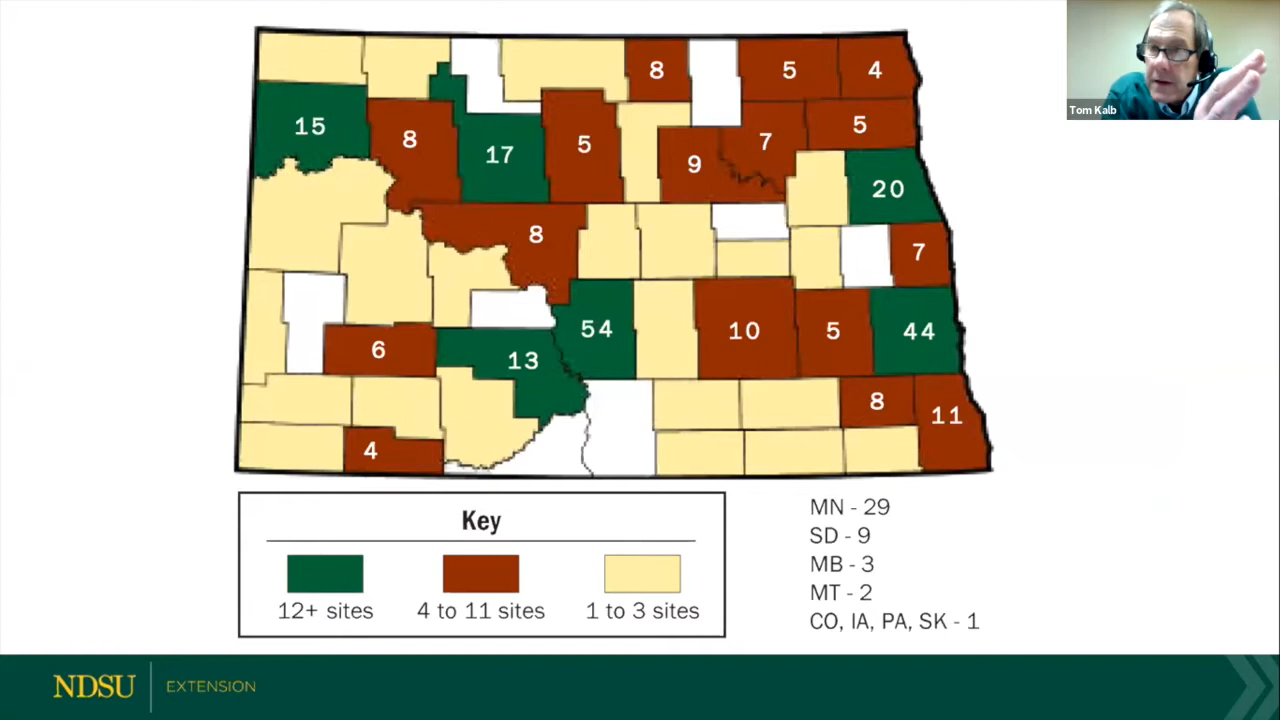 Tom Kalb
8 5 4
15 8 17 5 9 7 5
20
8 7
54 10 5 44
6 13
8 11
4
Key
12+ sites 4 to 11 sites 1 to 3 sites
MN - 29
SD - 9
MB - 3
MT - 2
CO, IA, PA, SK - 1
NDSU EXTENSION